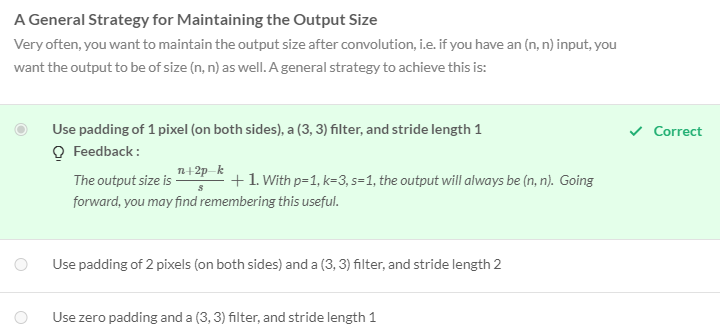 A General Strategy for Maintaining the Output Size
Very often, you want to maintain the output size after convolution, i.e. if you have an (n, n) input, you
want the output to be of size (n, n) as well. A general strategy to achieve this is:
Use padding of 1 pixel (on both sides), a (3, 3) filter, and stride length 1
✓ Correct
Feedback :
The output size is \frac{n+2p-k}{s} + 1. With p=1, k=3, s=1, the output will always be (n, n). Going
forward, you may find remembering this useful.
Use padding of 2 pixels (on both sides) and a (3, 3) filter, and stride length 2
Use zero padding and a (3, 3) filter, and stride length 1